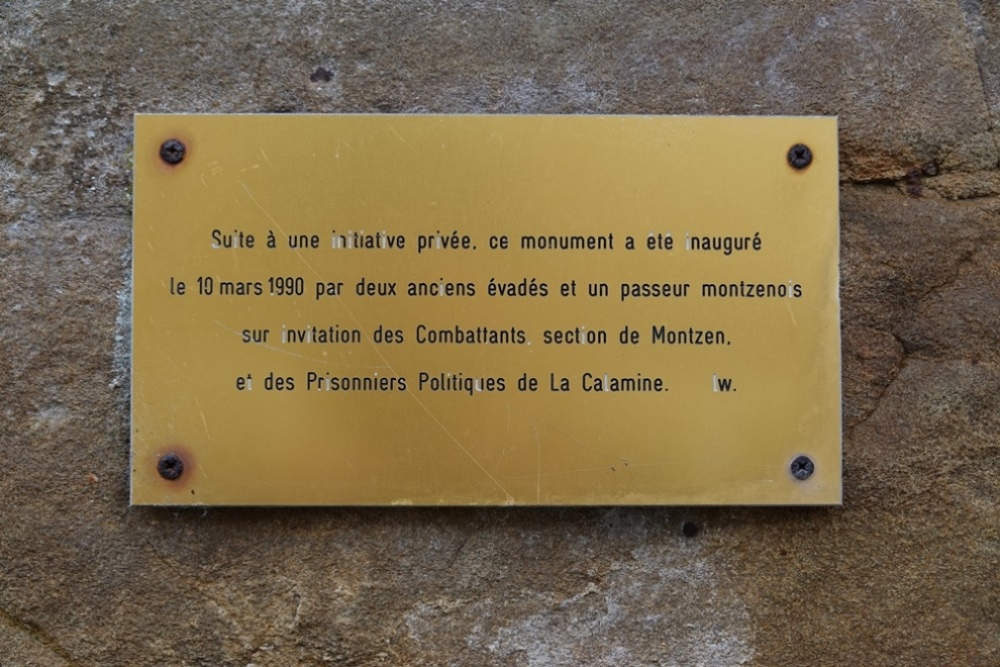 Suite à une initiative privée, ce monument a été inauguré
le 10 mars 1990 par deux anciens évadés et un passeur montzenois
sur invitation des Combattants, section de Montzen,
et des Prisonniers Politiques de La Calamine. lw.